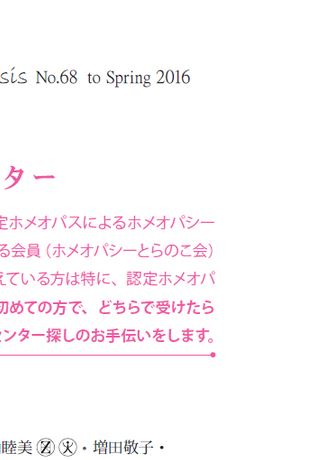 sis No.68 to Spring 2016
ター
定ホメオパスによるホメオパシー
る会員（ホメオパシーとらのこ会）
えている方は特に、認定ホメオパ
初めての方で、どちらで受けたら
センター探しのお手伝いをします。
睦美Ⓩ㊋・増田敬子・